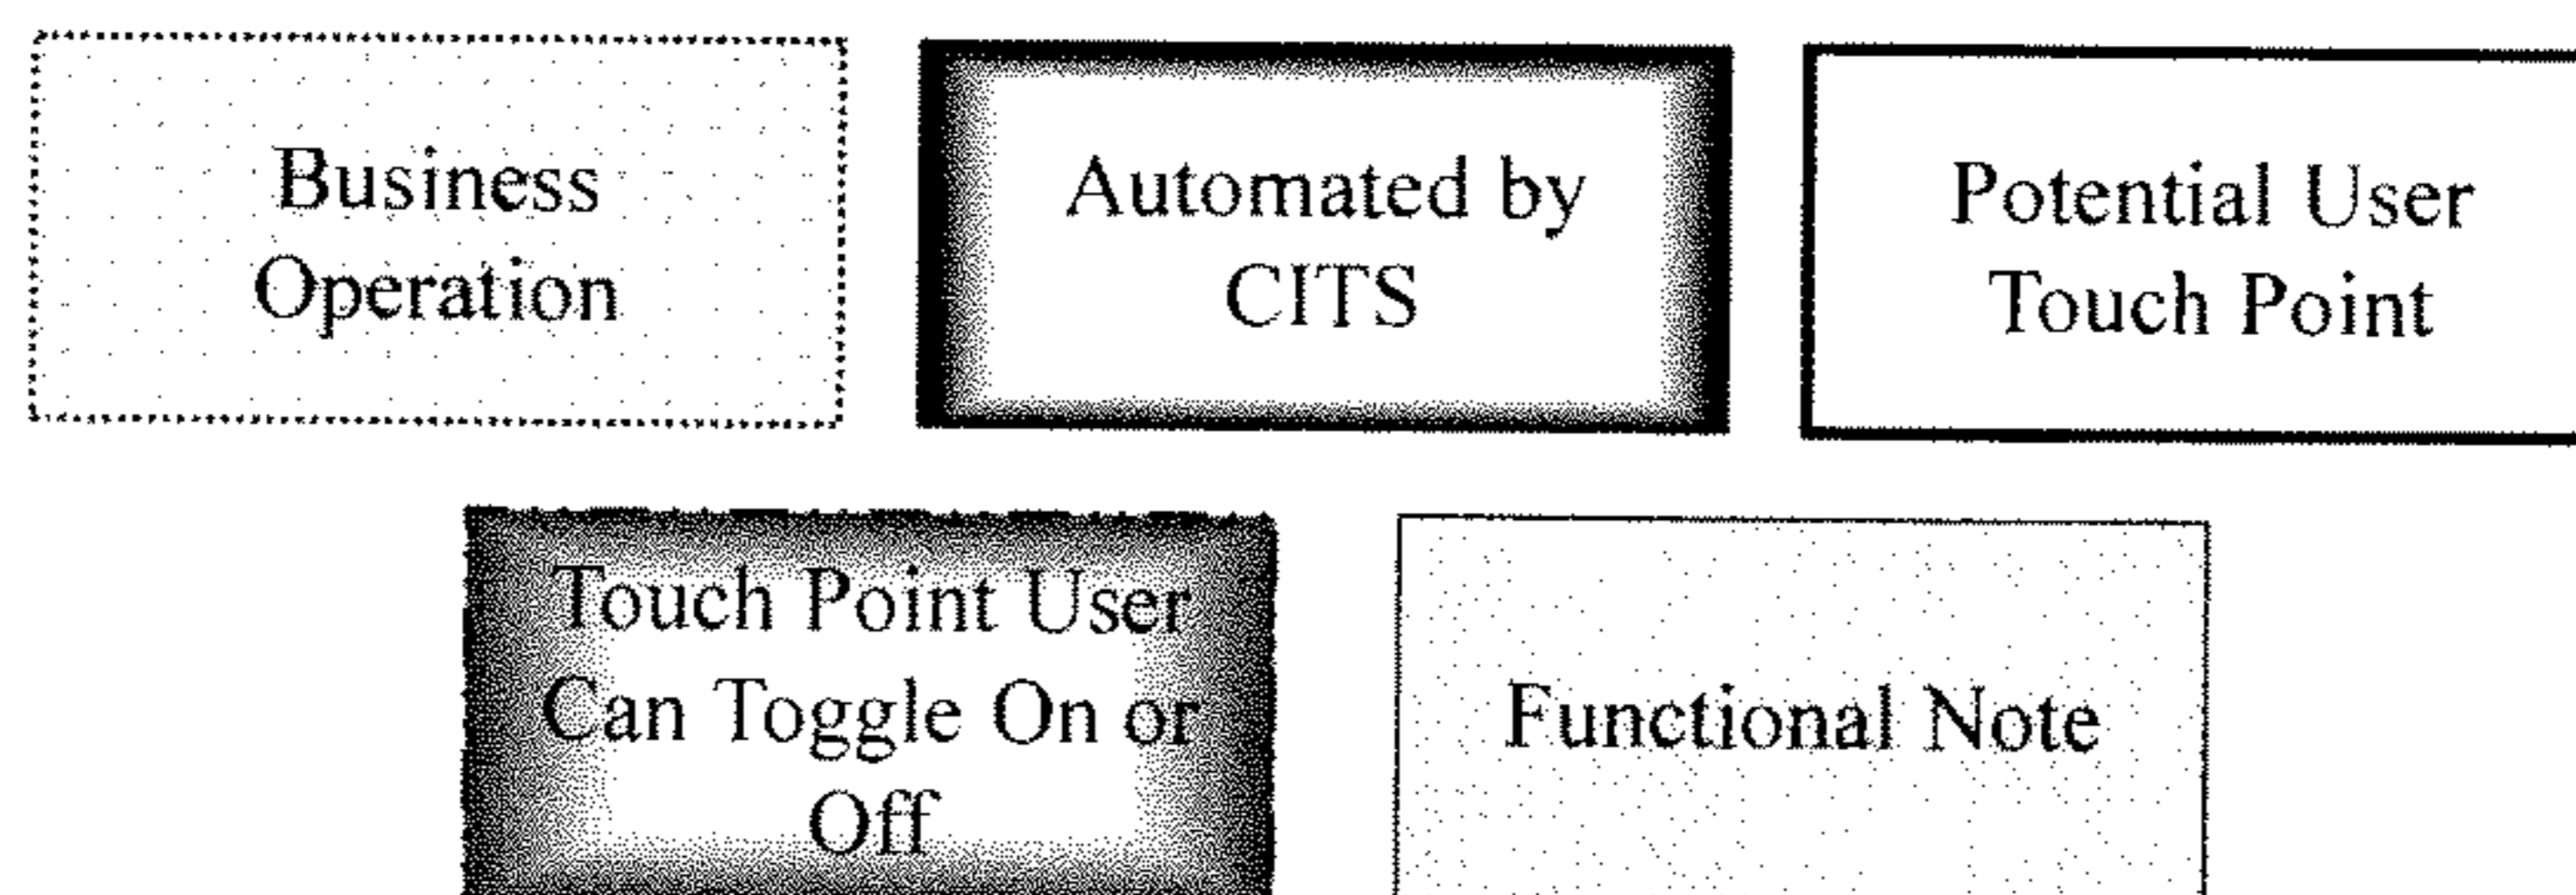 Business
Operation
Automated by
CITS
Potential User
Touch Point
Touch Point User
Can Toggle On or
Off
Functional Note